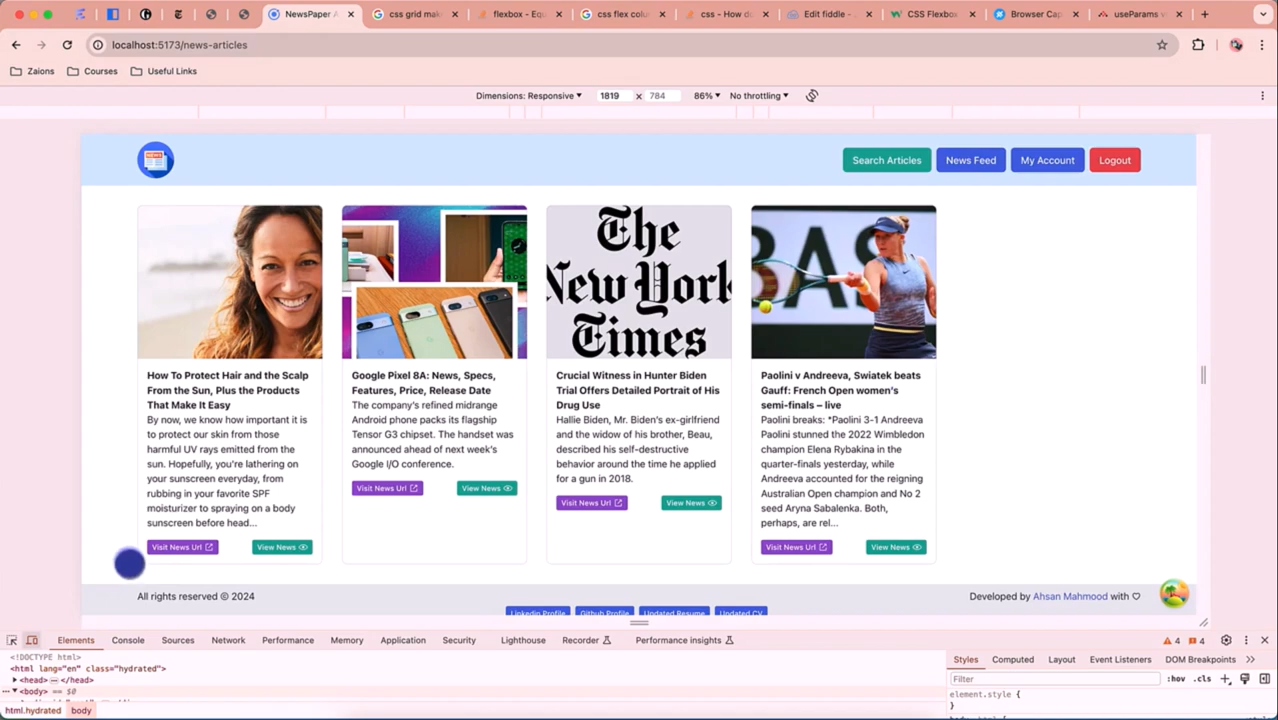 NewsPaper A
css grid mak
flexbox - Equ
css flex colu
css - How do
Edit fiddle -
CSS Flexbox
Browser Cap
useParams
localhost:5173/news-articles
Zaions
Courses
Useful Links
Dimensions: Responsive
1819 x 784
86%
No throttling
NEWS
Search Articles
News Feed
My Account
Logout
The
New York
Times
BAS
How To Protect Hair and the Scalp
From the Sun, Plus the Products
That Make It Easy
By now, we know how important it is
to protect our skin from those
harmful UV rays emitted from the
sun. Hopefully, you're lathering on
your sunscreen everyday, from
rubbing in your favorite SPF
moisturizer to spraying on a body
sunscreen before head...
Visit News Url
View News
Google Pixel 8A: News, Specs,
Features, Price, Release Date
The company's refined midrange
Android phone packs its flagship
Tensor G3 chipset. The handset was
announced ahead of next week's
Google I/O conference.
Visit News Url
View News
Crucial Witness in Hunter Biden
Trial Offers Detailed Portrait of His
Drug Use
Hallie Biden, Mr. Biden's ex-girlfriend
and the widow of his brother, Beau,
described his self-destructive
behavior around the time he applied
for a gun in 2018.
Visit News Url
View News
Paolini v Andreeva, Swiatek beats
Gauff: French Open women's
semi-finals – live
Paolini breaks: *Paolini 3-1 Andreeva
Paolini stunned the 2022 Wimbledon
champion Elena Rybakina in the
quarter-finals yesterday, while
Andreeva accounted for the reigning
Australian Open champion and No 2
seed Aryna Sabalenka. Both,
perhaps, are rel...
Visit News Url
View News
All rights reserved © 2024
Developed by Ahsan Mahmood with ♡
Linkedin Profile
Github Profile
Updated Resume
Updated CV
Elements
Console
Sources
Network
Performance
Memory
Application
Security
Lighthouse
Recorder
Performance insights
4
4
<!DOCTYPE html>
<html lang="en" class="hydrated">
<head> … </head>
<body> == $0
html.hydrated
body
Styles
Computed
Layout
Event Listeners
DOM Breakpoints
Filter
:hov
.cls
element.style {
}